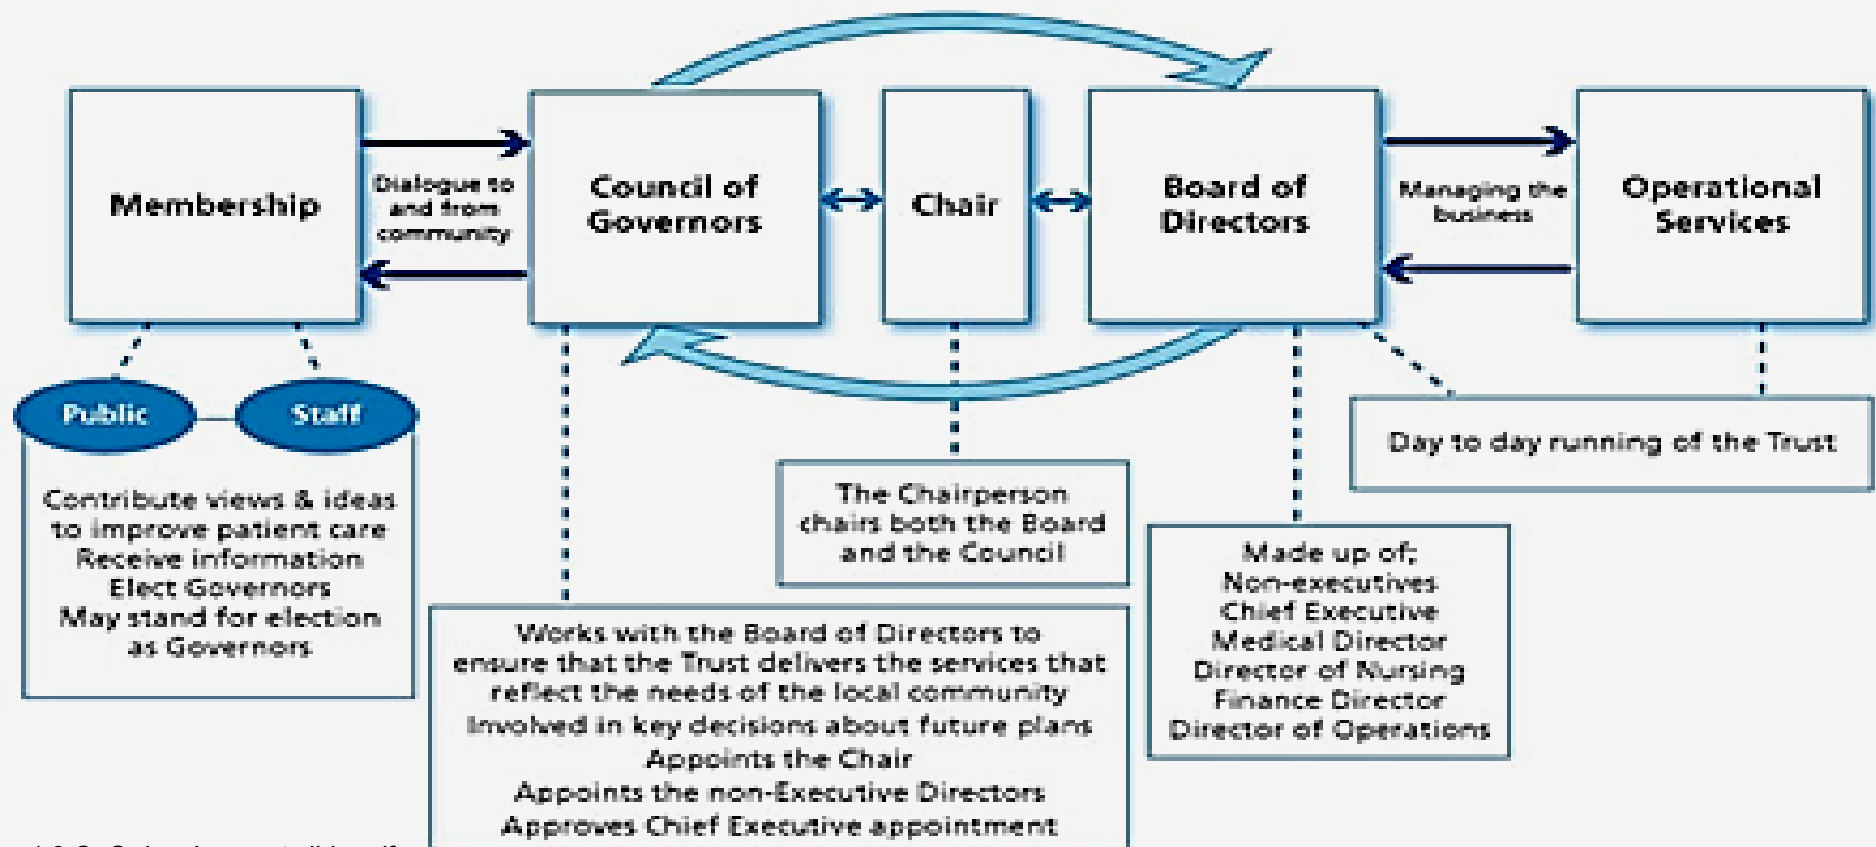 Membership
Dialogue to
and from
community
Council of
Governors
Chair
Board of
Directors
Managing the
business
Operational
Services
Public
Staff
Contribute views & ideas
to improve patient care
Receive information
Elect Governors
May stand for election
as Governors
The Chairperson
chairs both the Board
and the Council
Day to day running of the Trust
Made up of;
Non-executives
Chief Executive
Medical Director
Director of Nursing
Finance Director
Director of Operations
Works with the Board of Directors to
ensure that the Trust delivers the services that
reflect the needs of the local community
Involved in key decisions about future plans
Appoints the Chair
Appoints the non-Executive Directors
Approves Chief Executive appointment